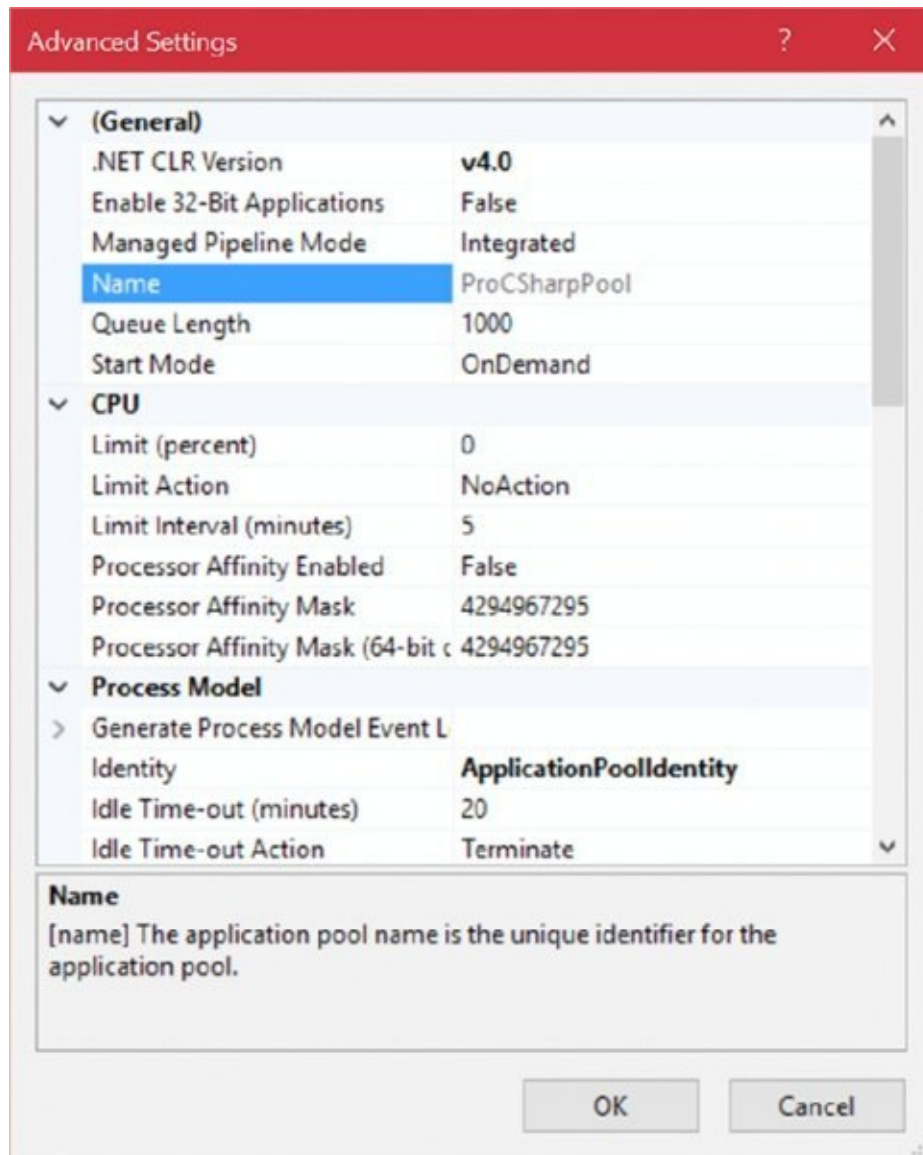 Advanced Settings ?
(General)
.NET CLR Version v4.0
Enable 32-Bit Applications False
Managed Pipeline Mode Integrated
Name ProCSharpPool
Queue Length 1000
Start Mode OnDemand
CPU
Limit (percent) 0
Limit Action NoAction
Limit Interval (minutes) 5
Processor Affinity Enabled False
Processor Affinity Mask 4294967295
Processor Affinity Mask (64-bit c 4294967295
Process Model
Generate Process Model Event L
Identity ApplicationPoolIdentity
Idle Time-out (minutes) 20
Idle Time-out Action Terminate
Name
[name] The application pool name is the unique identifier for the
application pool.
OK Cancel